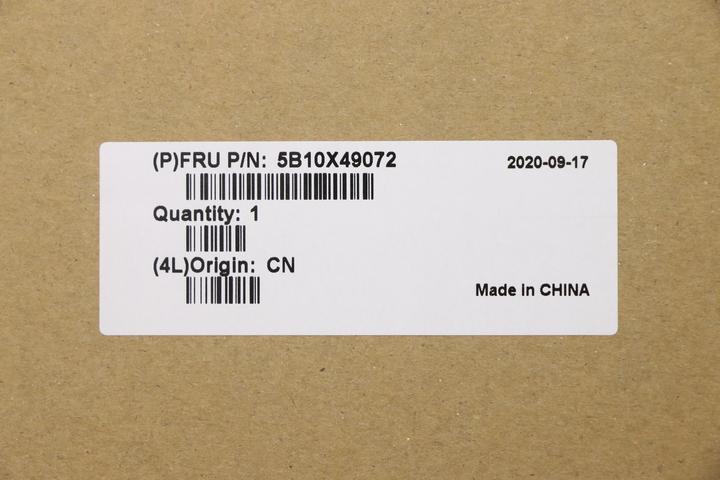 (P)FRU P/N: 5B10X49072
2020-09-17
Quantity: 1
(4L)Origin: CN
Made in CHINA